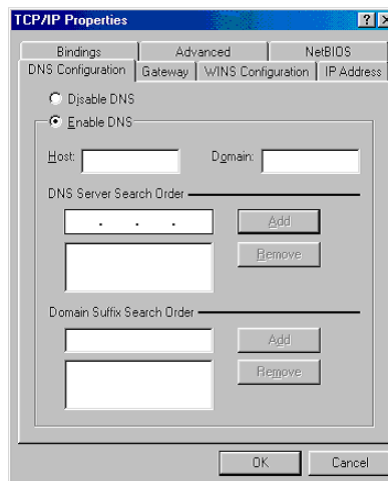 TCP/IP Properties
Bindings Advanced NetBIOS
DNS Configuration Gateway WINS Configuration IP Address
Disable DNS
Enable DNS
Host: Domain:
DNS Server Search Order
. . . Add
Remove
Domain Suffix Search Order
Add
Remove
OK Cancel